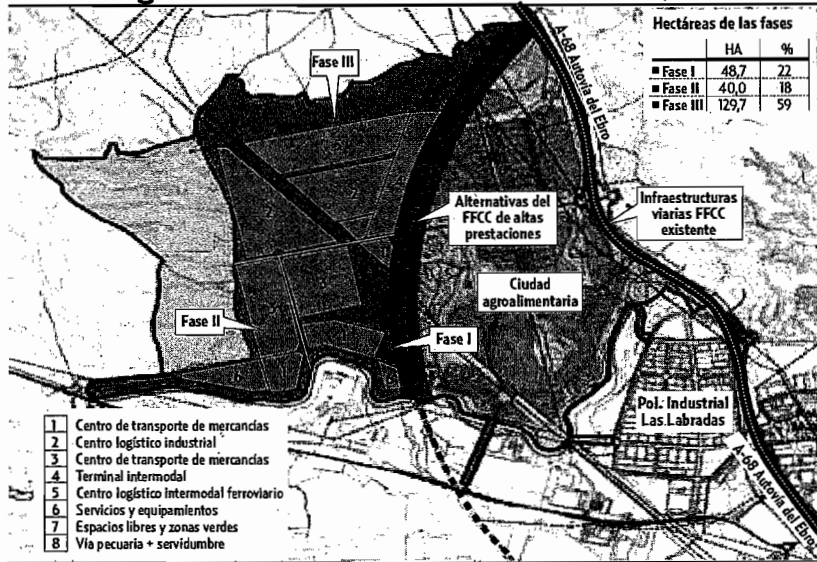 Hectáreas de las fases
HA %
Fase I 48,7 22
Fase II 40,0 18
Fase III 129,7 59
A-68 Autovía del Ebro
Fase III
Alternativas del
FFCC de altas
prestaciones
Infraestructuras
viarias FFCC
existente
Ciudad
agroalimentaria
Fase II
Fase I
Pol. Industrial
Las Labradas
A-68 Autovía del Ebro
1 Centro de transporte de mercancías
2 Centro logístico industrial
3 Centro de transporte de mercancías
4 Terminal intermodal
5 Centro logístico intermodal ferroviario
6 Servicios y equipamientos
7 Espacios libres y zonas verdes
8 Vía pecuaria + servidumbre